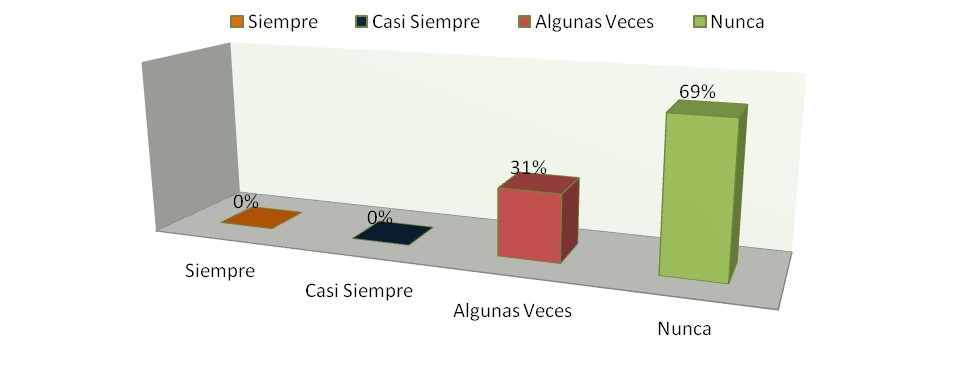 Siempre Casi Siempre Algunas Veces Nunca
69%
31%
0%
0%
Siempre
Casi Siempre
Algunas Veces
Nunca